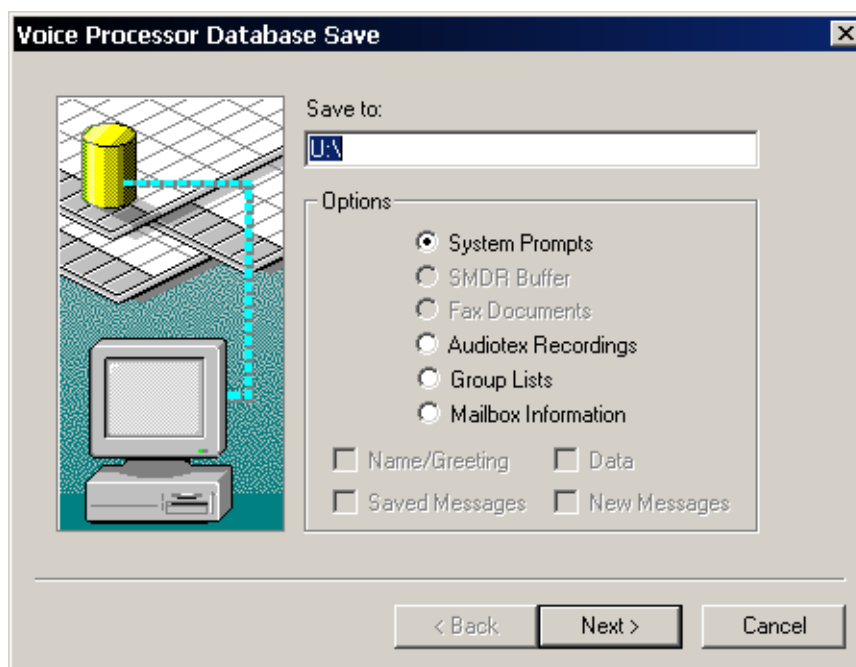 Voice Processor Database Save
Save to:
U:\
Options
System Prompts
SMDR Buffer
Fax Documents
Audiotex Recordings
Group Lists
Mailbox Information
Name/Greeting Data
Saved Messages New Messages
< Back Next > Cancel